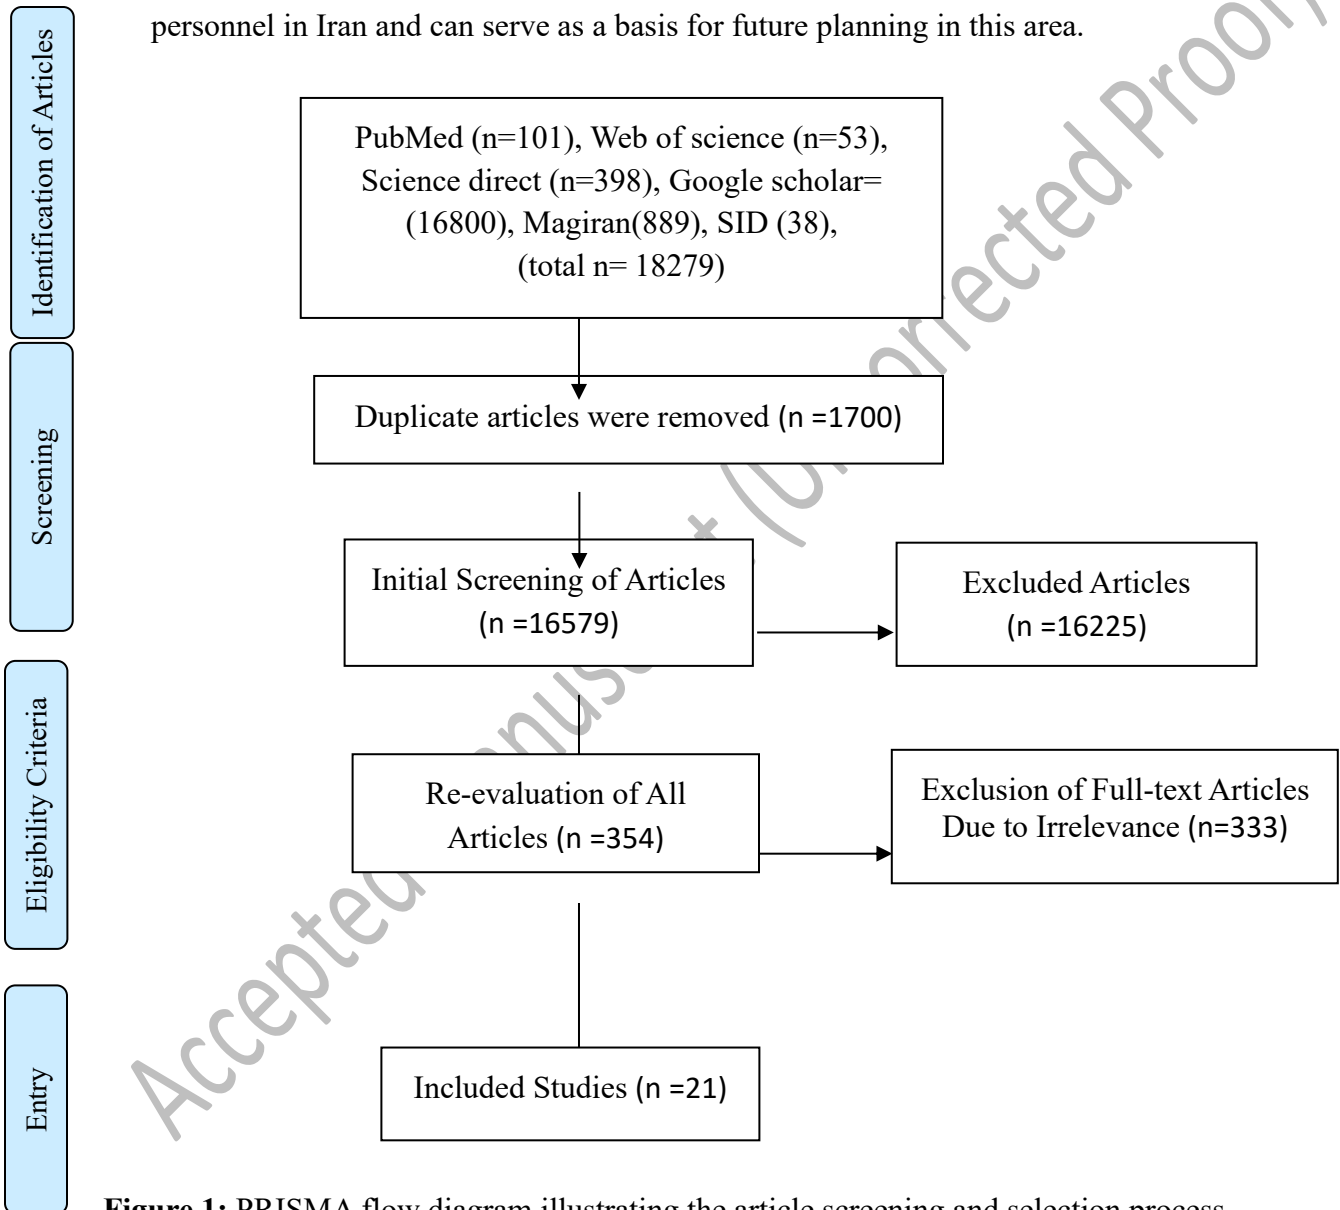 personnel in Iran and can serve as a basis for future planning in this area.
Identification of Articles
PubMed (n=101), Web of science (n=53),
Science direct (n=398), Google scholar=
(16800), Magiran(889), SID (38),
(total n= 18279)
Screening
Duplicate articles were removed (n =1700)
Initial Screening of Articles
(n =16579)
Excluded Articles
(n =16225)
Eligibility Criteria
Re-evaluation of All
Articles (n =354)
Exclusion of Full-text Articles
Due to Irrelevance (n=333)
Entry
Included Studies (n =21)
Figure 1: PRISMA flow diagram illustrating the article screening and selection process
Accepted